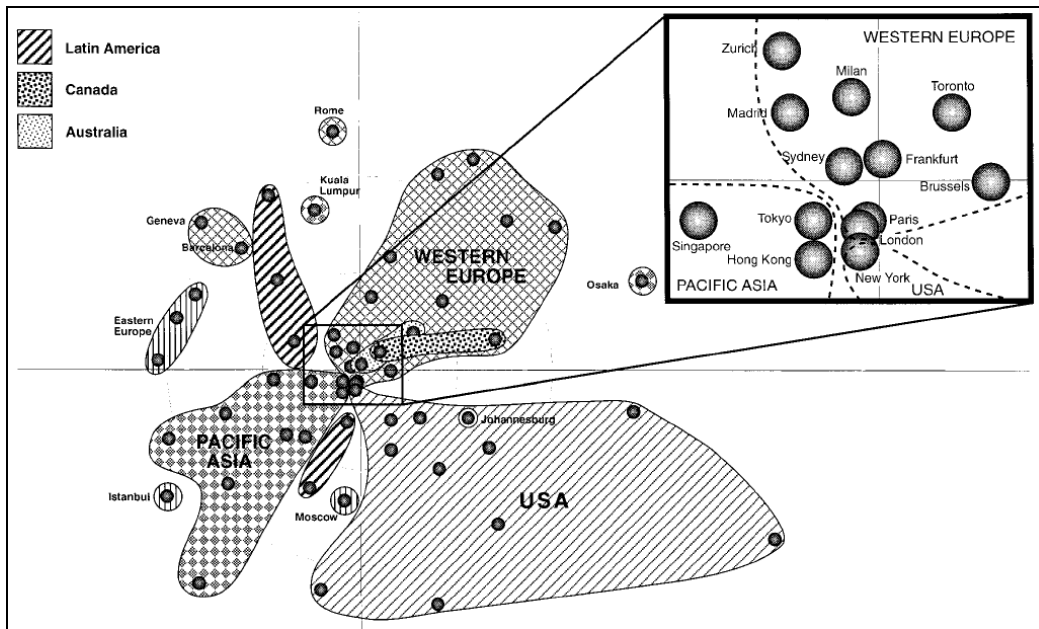 Latin America
Canada
Australia
Rome
Kuala
Lumpur
Geneva
Barcelona
WESTERN
EUROPE
Osaka
Eastern
Europe
PACIFIC
ASIA
Johannesburg
USA
Istanbul
Moscow
WESTERN EUROPE
Zurich
Milan
Toronto
Madrid
Sydney
Frankfurt
Brussels
Tokyo
Paris
Singapore
London
Hong Kong
New York
PACIFIC ASIA
USA